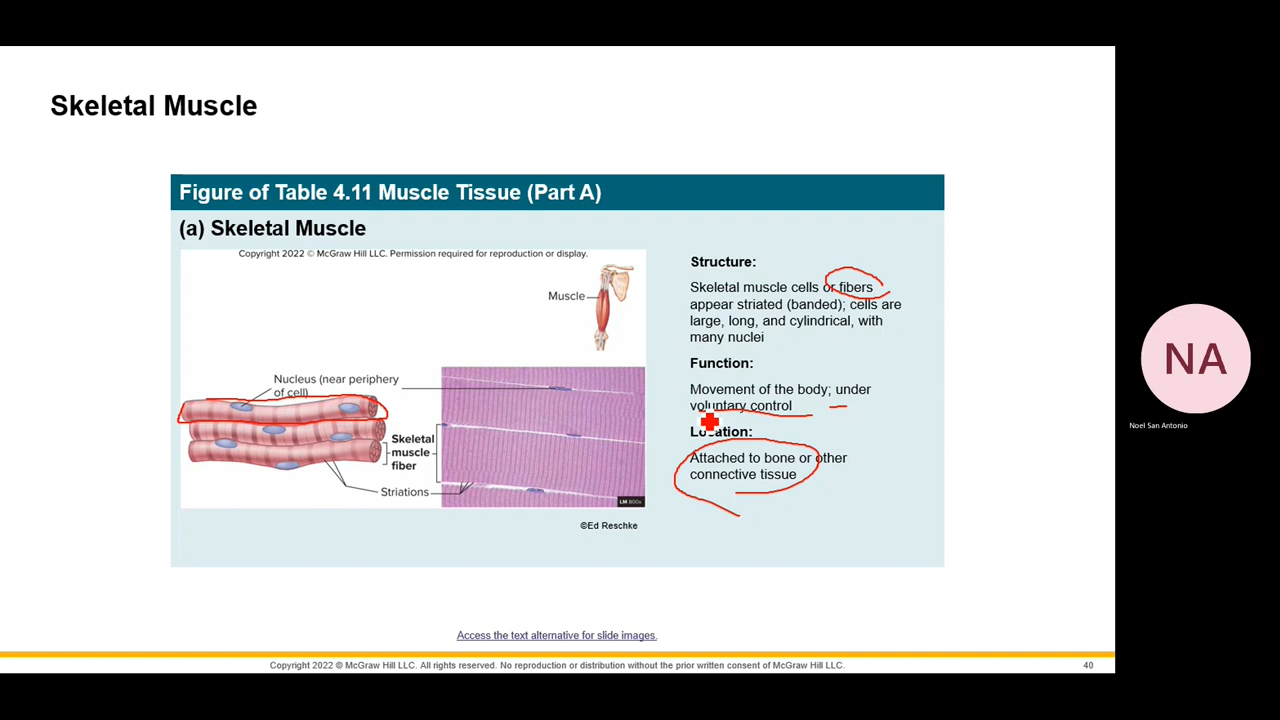 Skeletal Muscle
Figure of Table 4.11 Muscle Tissue (Part A)
(a) Skeletal Muscle
Copyright 2022 © McGraw Hill LLC. Permission required for reproduction or display.
Muscle
Nucleus (near periphery
of cell)
Skeletal
muscle
fiber
Striations
LM 800x
©Ed Reschke
Structure:
Skeletal muscle cells or fibers
appear striated (banded); cells are
large, long, and cylindrical, with
many nuclei
Function:
Movement of the body; under
voluntary control
Location:
Attached to bone or other
connective tissue
NA
Noel San Antonio
Access the text alternative for slide images.
Copyright 2022 © McGraw Hill LLC. All rights reserved. No reproduction or distribution without the prior written consent of McGraw Hill LLC.
40